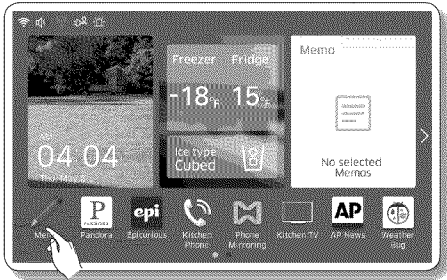 Freezer Fridge
-18°F 15°F
Ice type
Cubed
Memo
No selected
Memos
04 04
P
PANDORA
epi
AP
Pandora
Epicurious
Kitchen
Phone
Phone
Mirroring
Kitchen TV
AP News
Weather
Bug